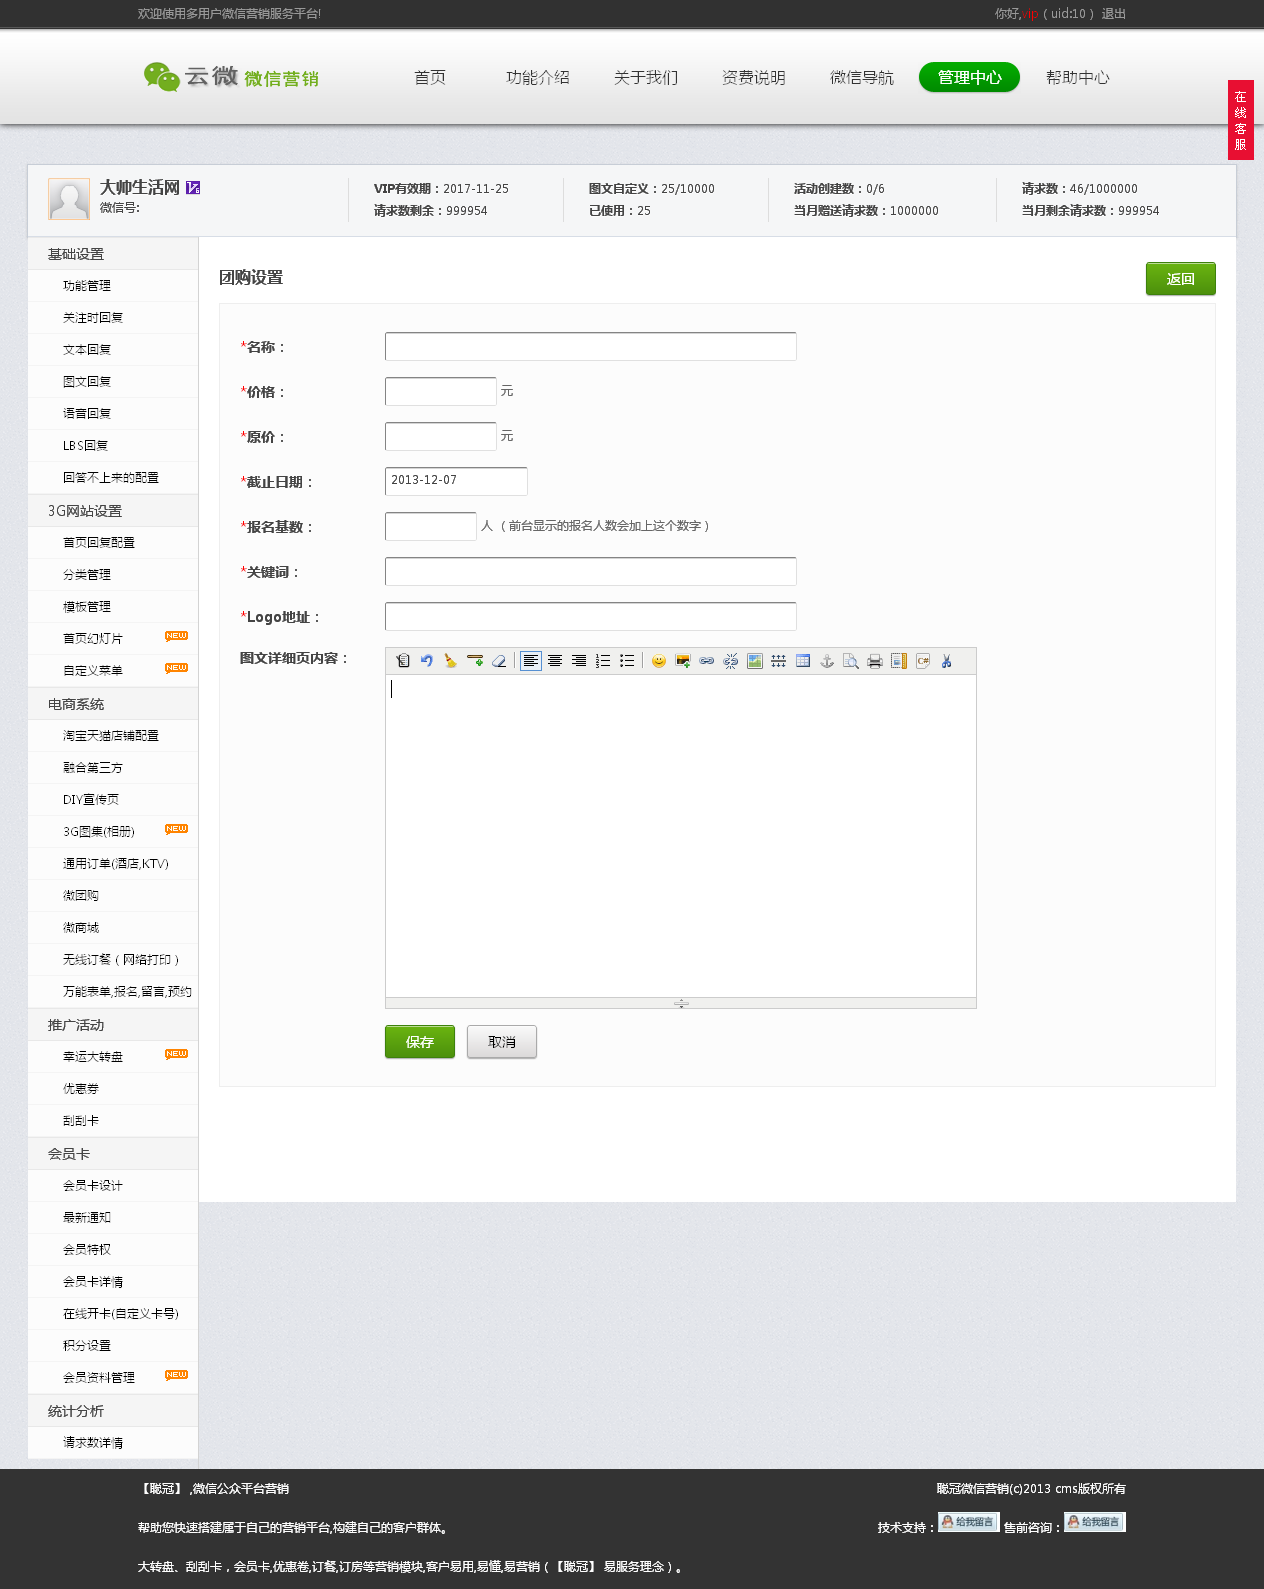 欢迎使用多用户微信营销服务平台!
你好,vip（uid:10） 退出
云微 微信营销
首页 功能介绍 关于我们 资费说明 微信导航 管理中心 帮助中心
在线客服
大帅生活网
微信号:
VIP有效期：2017-11-25
请求数剩余：999954
图文自定义：25/10000
已使用：25
活动创建数：0/6
当月赠送请求数：1000000
请求数：46/1000000
当月剩余请求数：999954
基础设置
功能管理
关注时回复
文本回复
图文回复
语音回复
LBS回复
回答不上来的配置
3G网站设置
首页回复配置
分类管理
模板管理
首页幻灯片 NEW
自定义菜单 NEW
电商系统
淘宝天猫店铺配置
融合第三方
DIY宣传页
3G图集(相册) NEW
通用订单(酒店,KTV)
微团购
微商城
无线订餐（网络打印）
万能表单,报名,留言,预约
推广活动
幸运大转盘 NEW
优惠券
刮刮卡
会员卡
会员卡设计
最新通知
会员特权
会员卡详情
在线开卡(自定义卡号)
积分设置
会员资料管理 NEW
统计分析
请求数详情
团购设置
返回
*名称：
*价格： 元
*原价： 元
*截止日期： 2013-12-07
*报名基数： 人（前台显示的报名人数会加上这个数字）
*关键词：
*Logo地址：
图文详细页内容：
保存 取消
【聪冠】 ,微信公众平台营销
帮助您快速搭建属于自己的营销平台,构建自己的客户群体。
大转盘、刮刮卡，会员卡,优惠卷,订餐,订房等营销模块,客户易用,易懂,易营销（【聪冠】 易服务理念）。
聪冠微信营销(c)2013 cms版权所有
技术支持：给我留言 售前咨询：给我留言